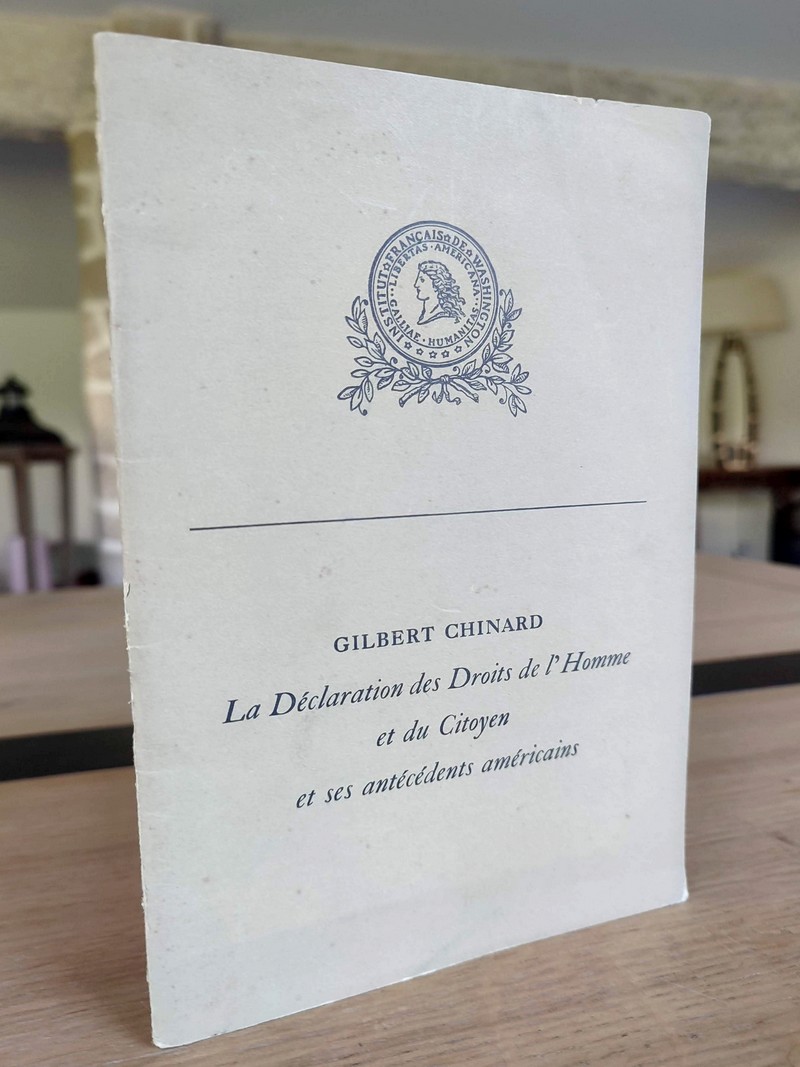 INSTITUT☆FRANÇAIS☆DE☆WASHINGTON
·LIBERTAS·AMERICANA·
GALLIAE·HUMANITAS·
GILBERT CHINARD
La Déclaration des Droits de l'Homme
et du Citoyen
et ses antécédents américains